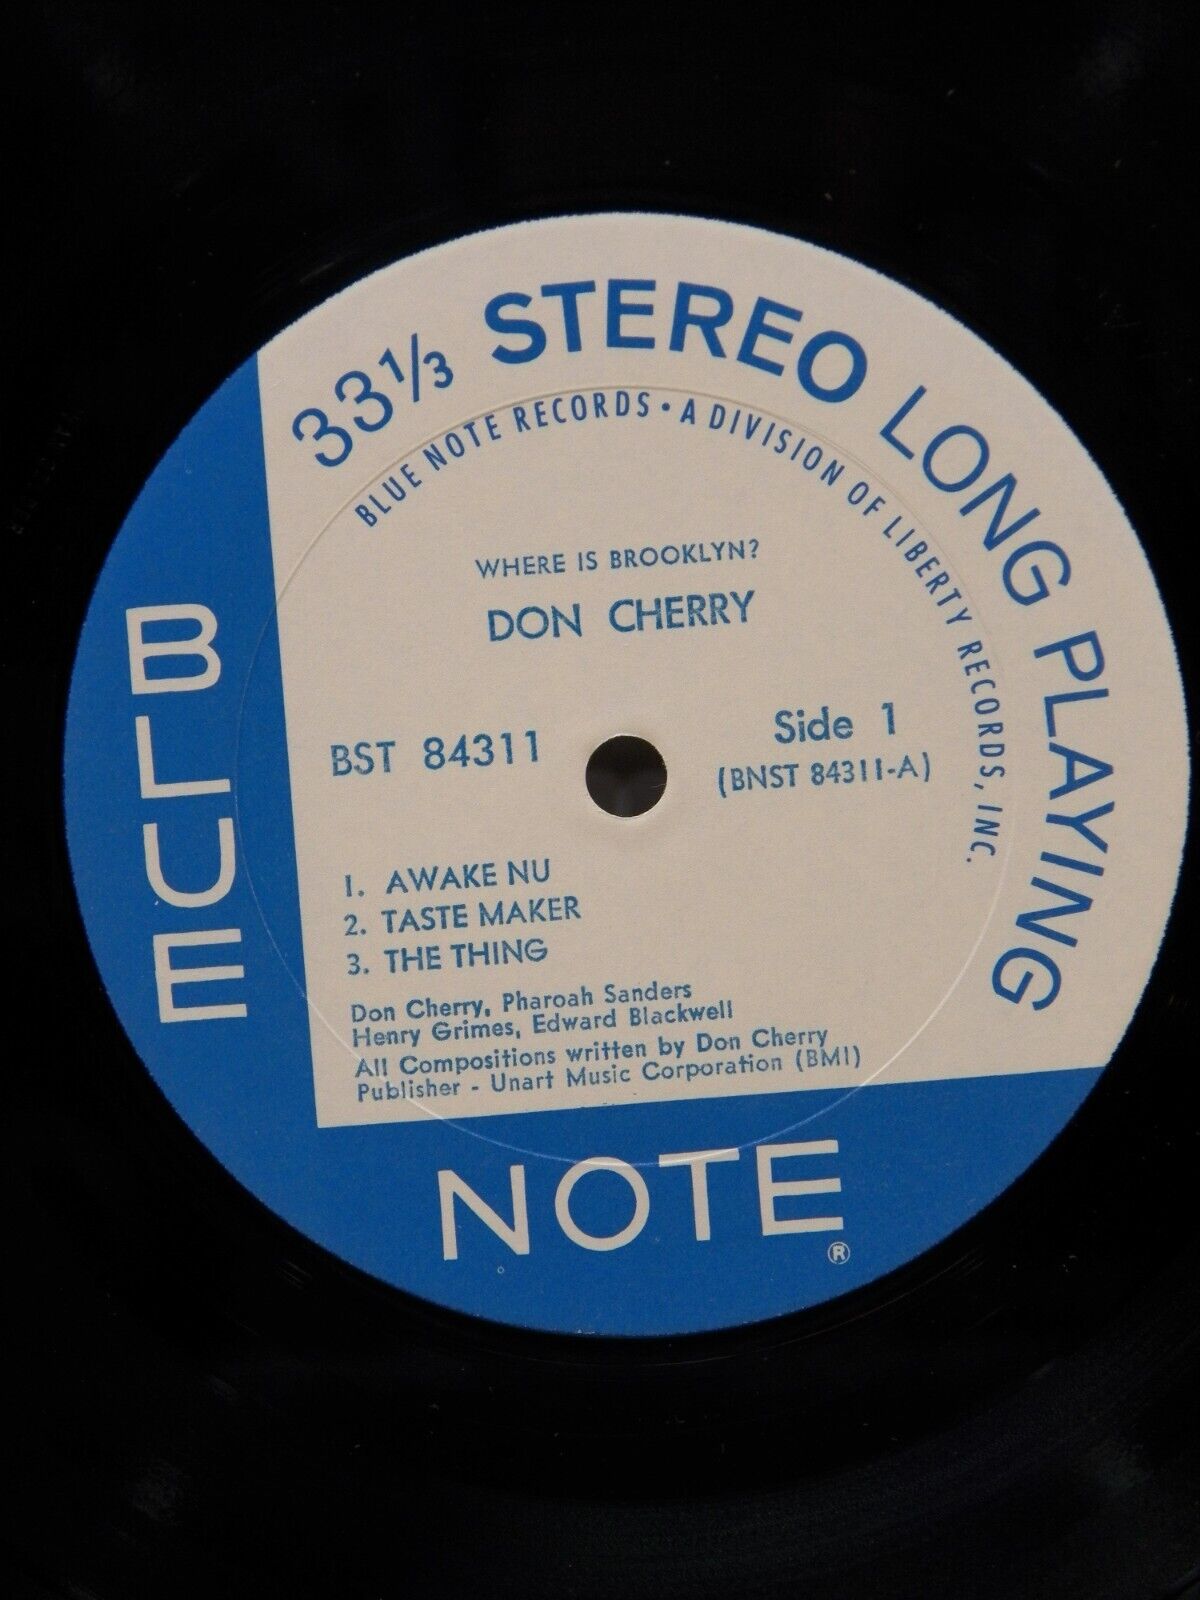 33 1/3 STEREO LONG PLAYING
BLUE NOTE RECORDS • A DIVISION OF LIBERTY RECORDS, INC.
WHERE IS BROOKLYN?
DON CHERRY
BST 84311
Side 1
(BNST 84311-A)
1. AWAKE NU
2. TASTE MAKER
3. THE THING
Don Cherry, Pharoah Sanders
Henry Grimes, Edward Blackwell
All Compositions written by Don Cherry
Publisher - Unart Music Corporation (BMI)
BLUE
NOTE
®